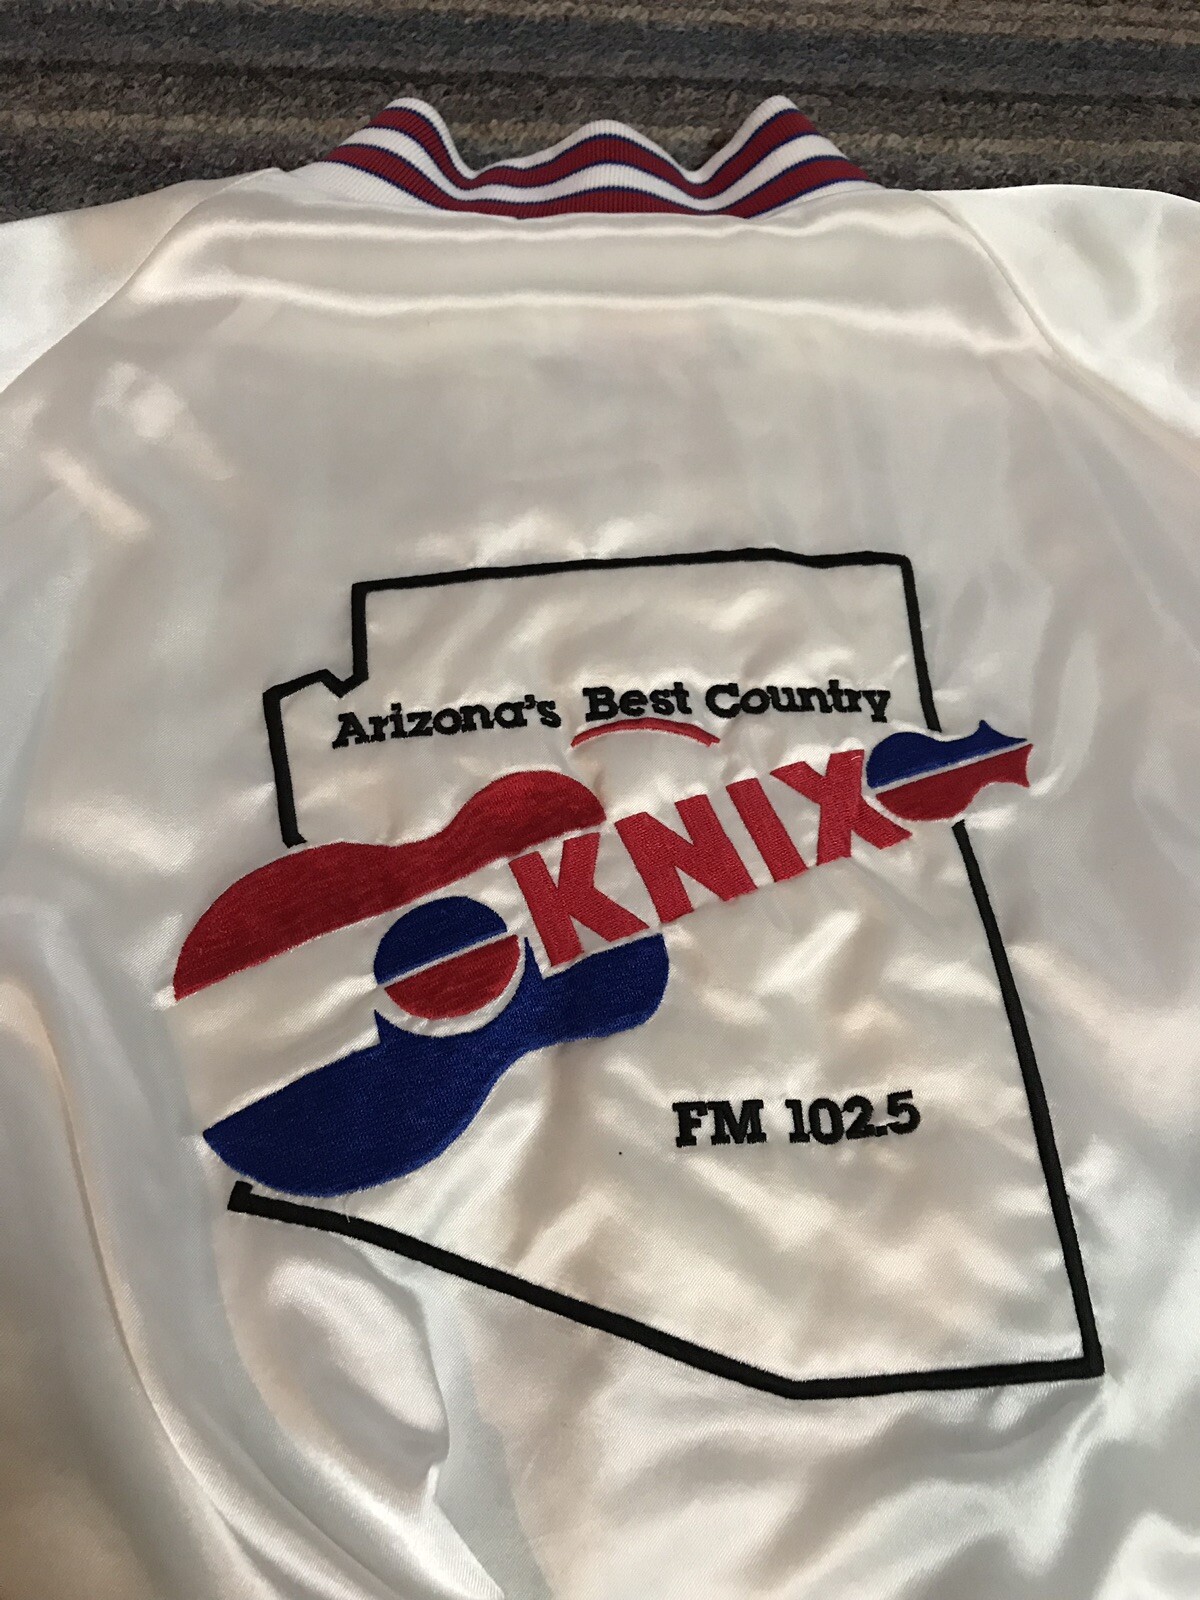 Arizona's Best Country
KNIX
FM 102.5